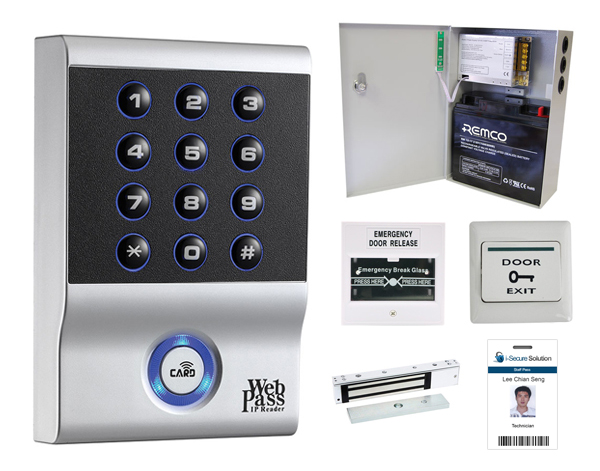 1 2 3
4 5 6
7 8 9
* 0 #
CARD
Web
Pass
IP Reader
REMCO
EMERGENCY
DOOR RELEASE
Emergency Break Glass
PRESS HERE PRESS HERE
DOOR
EXIT
i-Secure Solution
Staff Pass
Lee Chian Seng
Technician